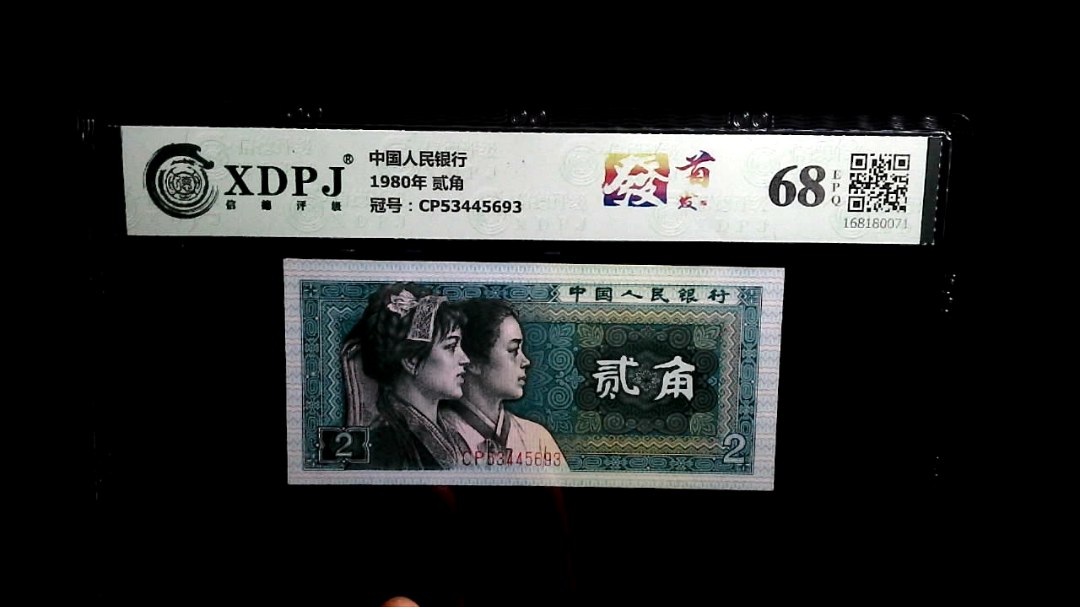 XDPJ®
信德评级
中国人民银行
1980年 贰角
冠号：CP53445693
發
首发
68
EPQ
168180071
中国人民银行
贰角
2
CP53445693
2